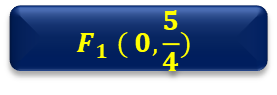 F₁ ( 0, 5/4 )